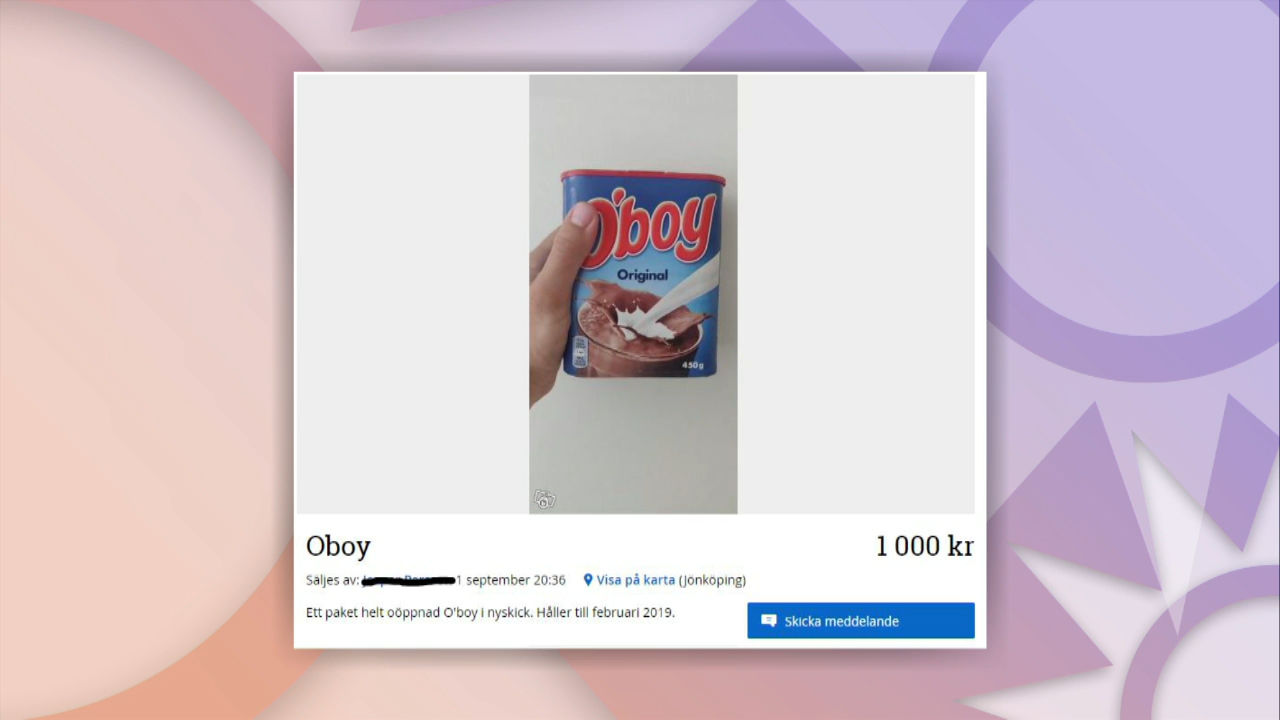 O'boy
Original
450g
Oboy
1 000 kr
Säljes av: 1 september 20:36 Visa på karta (Jönköping)
Ett paket helt oöppnad O'boy i nyskick. Håller till februari 2019.
Skicka meddelande